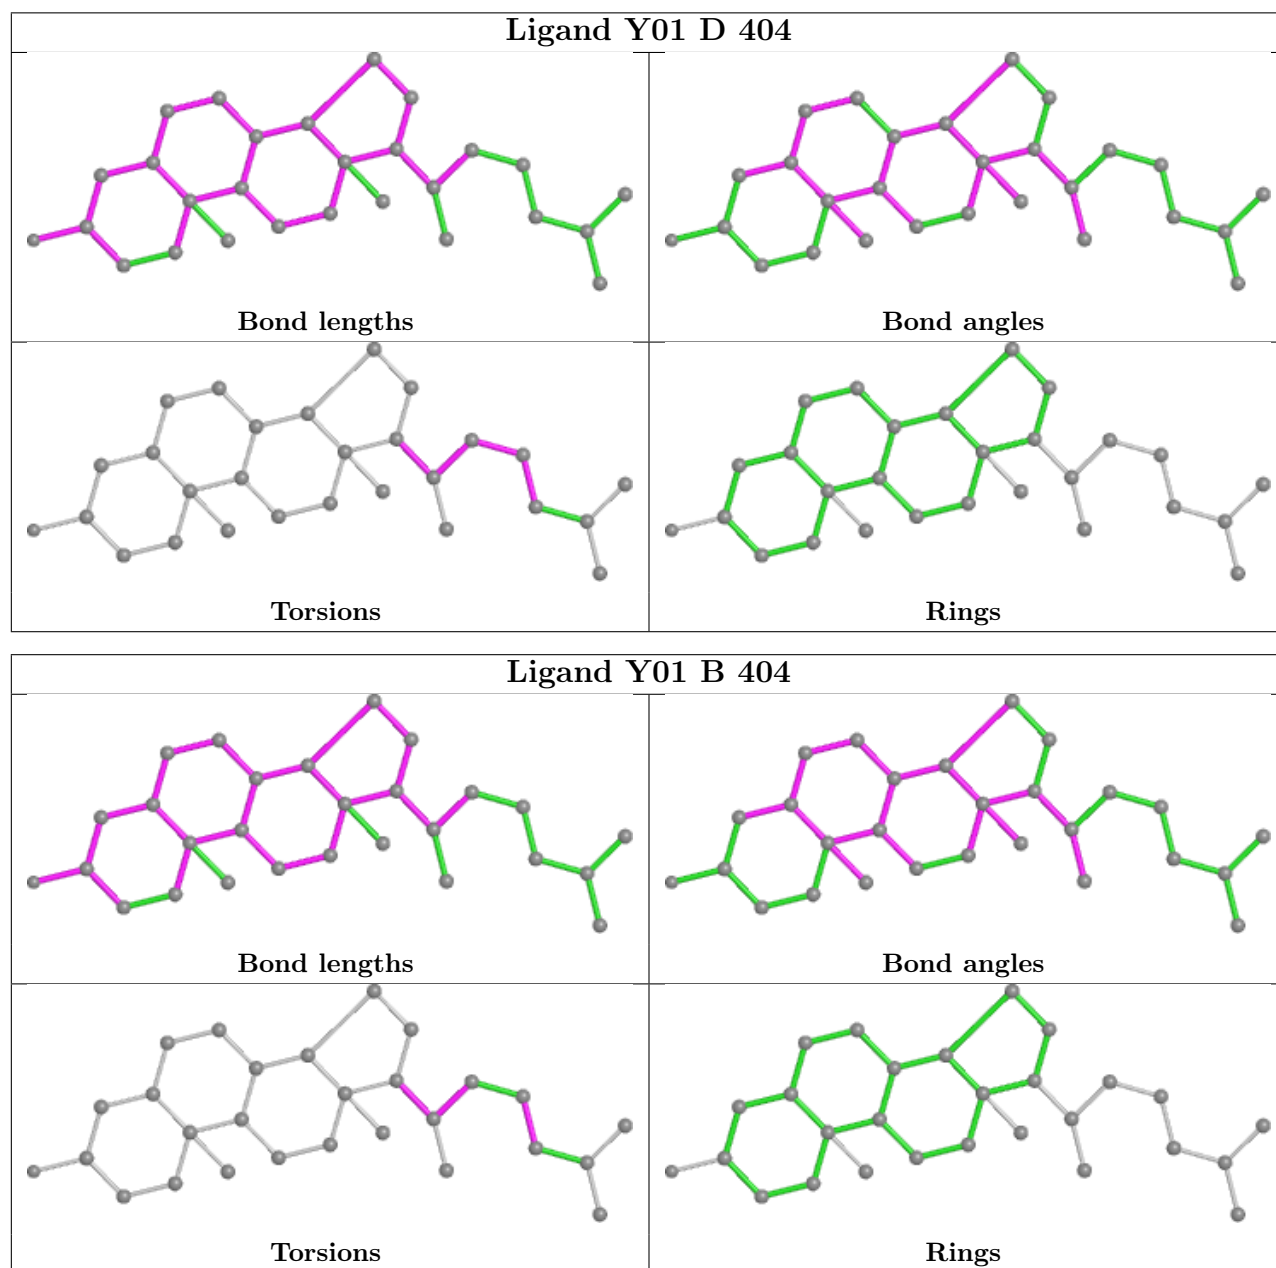 Ligand Y01 D 404
Bond lengths
Bond angles
Torsions
Rings
Ligand Y01 B 404
Bond lengths
Bond angles
Torsions
Rings